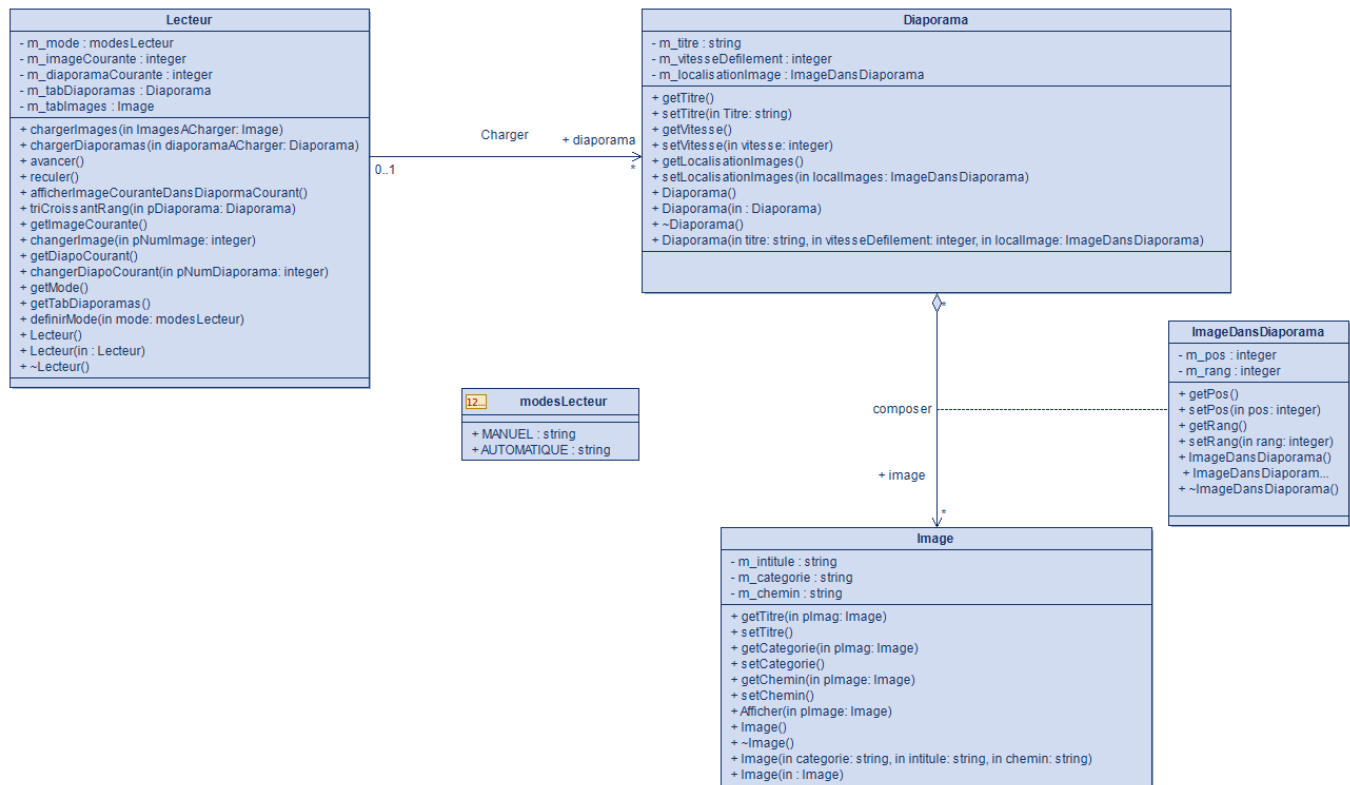 Lecteur
- m_mode : modesLecteur
- m_imageCourante : integer
- m_diaporamaCourante : integer
- m_tabDiaporamas : Diaporama
- m_tabImages : Image
+ chargerImages(in ImagesACharger: Image)
+ chargerDiaporamas(in diaporamaACharger: Diaporama)
+ avancer()
+ reculer()
+ afficherImageCouranteDansDiapormaCourant()
+ triCroissantRang(in pDiaporama: Diaporama)
+ getImageCourante()
+ changerImage(in pNumImage: integer)
+ getDiapoCourant()
+ changerDiapoCourant(in pNumDiaporama: integer)
+ getMode()
+ getTabDiaporamas()
+ definirMode(in mode: modesLecteur)
+ Lecteur()
+ Lecteur(in : Lecteur)
+ ~Lecteur()
Charger
+ diaporama
0..1
*
Diaporama
- m_titre : string
- m_vitesseDefilement : integer
- m_localisationImage : ImageDansDiaporama
+ getTitre()
+ setTitre(in Titre: string)
+ getVitesse()
+ setVitesse(in vitesse: integer)
+ getLocalisationImages()
+ setLocalisationImages(in localImages: ImageDansDiaporama)
+ Diaporama()
+ Diaporama(in : Diaporama)
+ ~Diaporama()
+ Diaporama(in titre: string, in vitesseDefilement: integer, in localImage: ImageDansDiaporama)
*
ImageDansDiaporama
- m_pos : integer
- m_rang : integer
+ getPos()
+ setPos(in pos: integer)
+ getRang()
+ setRang(in rang: integer)
+ ImageDansDiaporama()
+ ImageDansDiaporam...
+ ~ImageDansDiaporama()
12... modesLecteur
+ MANUEL : string
+ AUTOMATIQUE : string
composer
+ image
*
Image
- m_intitule : string
- m_categorie : string
- m_chemin : string
+ getTitre(in pImag: Image)
+ setTitre()
+ getCategorie(in pImag: Image)
+ setCategorie()
+ getChemin(in pImage: Image)
+ setChemin()
+ Afficher(in pImage: Image)
+ Image()
+ ~Image()
+ Image(in categorie: string, in intitule: string, in chemin: string)
+ Image(in : Image)